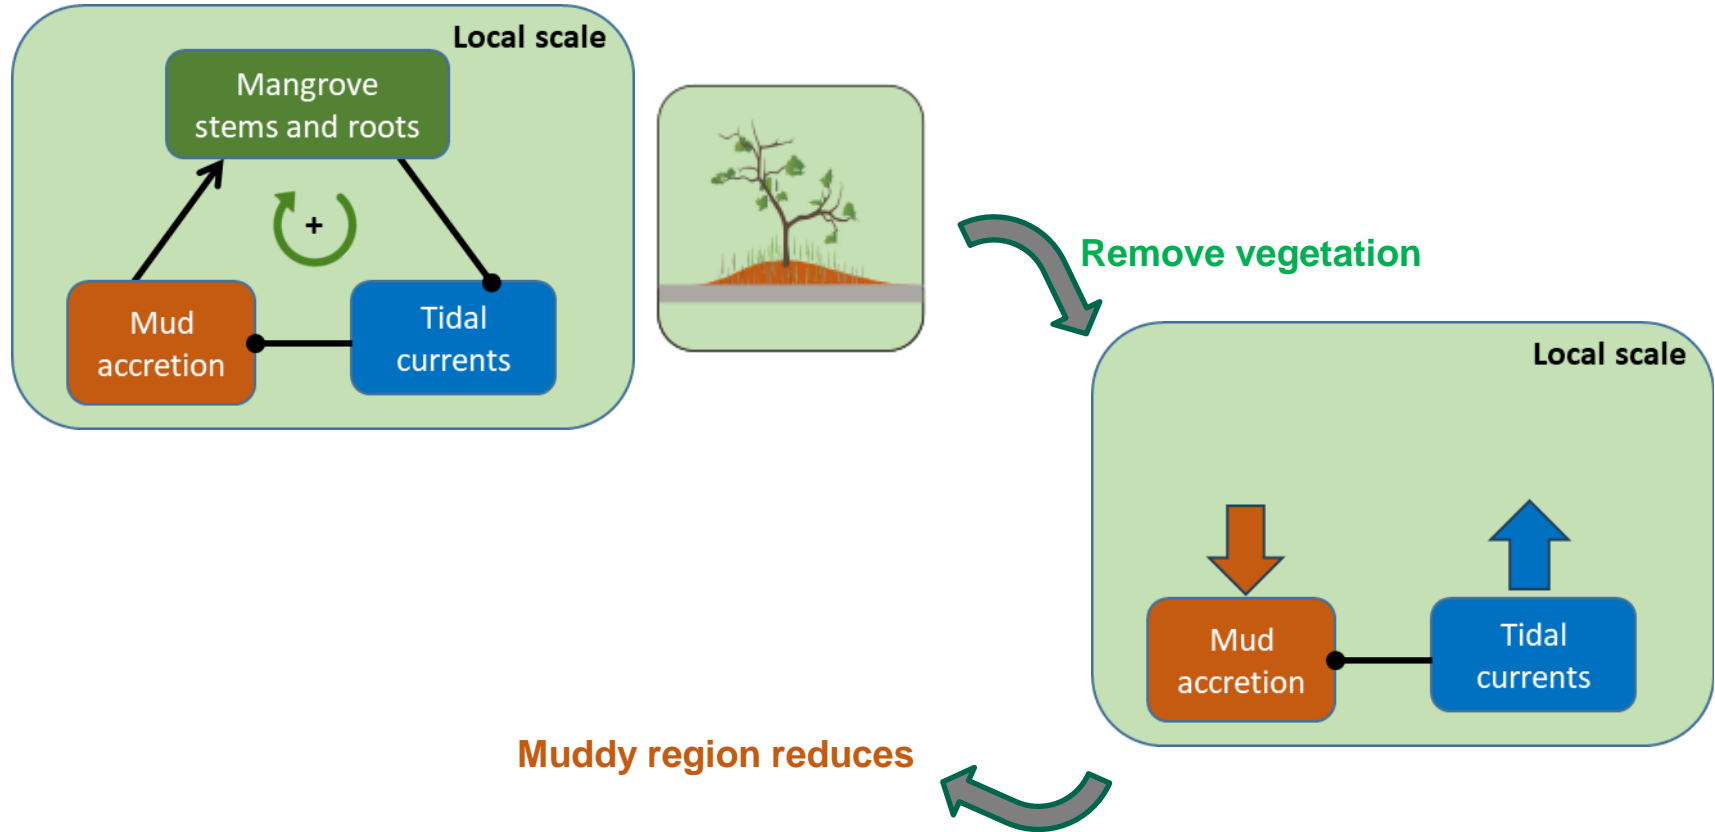 Local scale
Mangrove
stems and roots
+
Mud
accretion
Tidal
currents
Remove vegetation
Local scale
Mud
accretion
Tidal
currents
Muddy region reduces